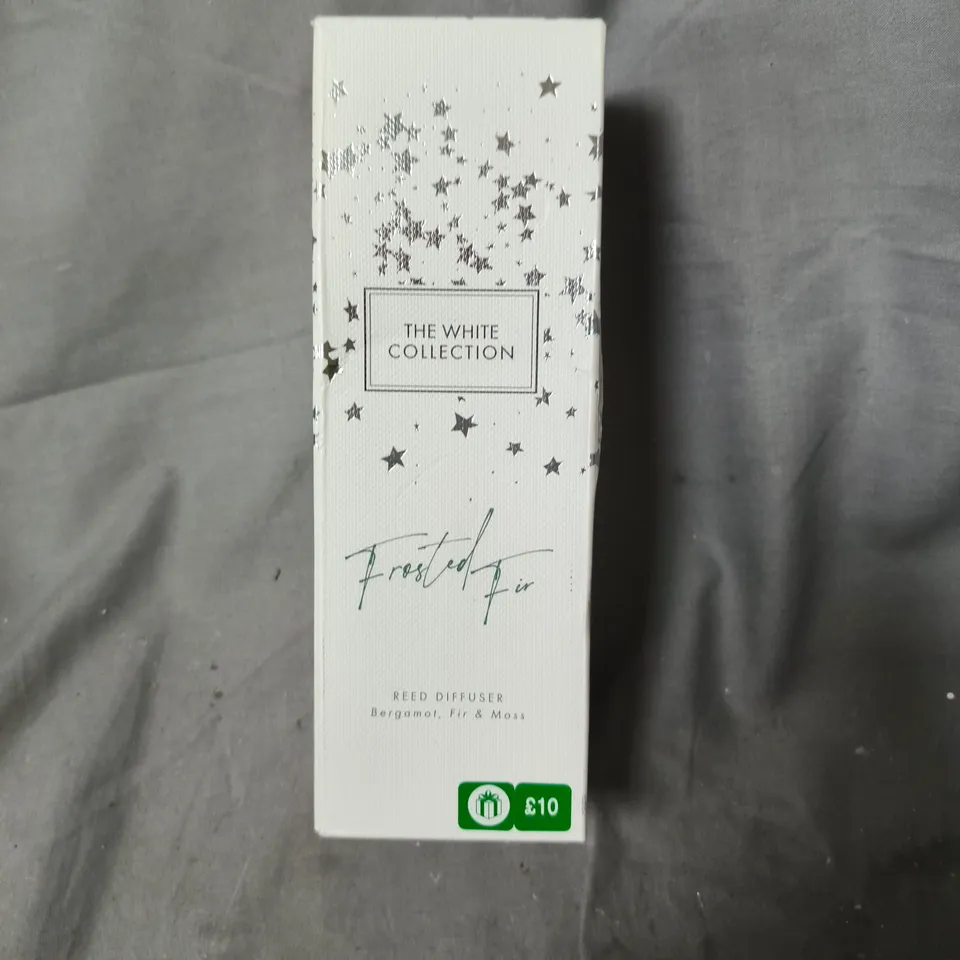 THE WHITE
COLLECTION
Frosted Fir
REED DIFFUSER
Bergamot, Fir & Moss
£10